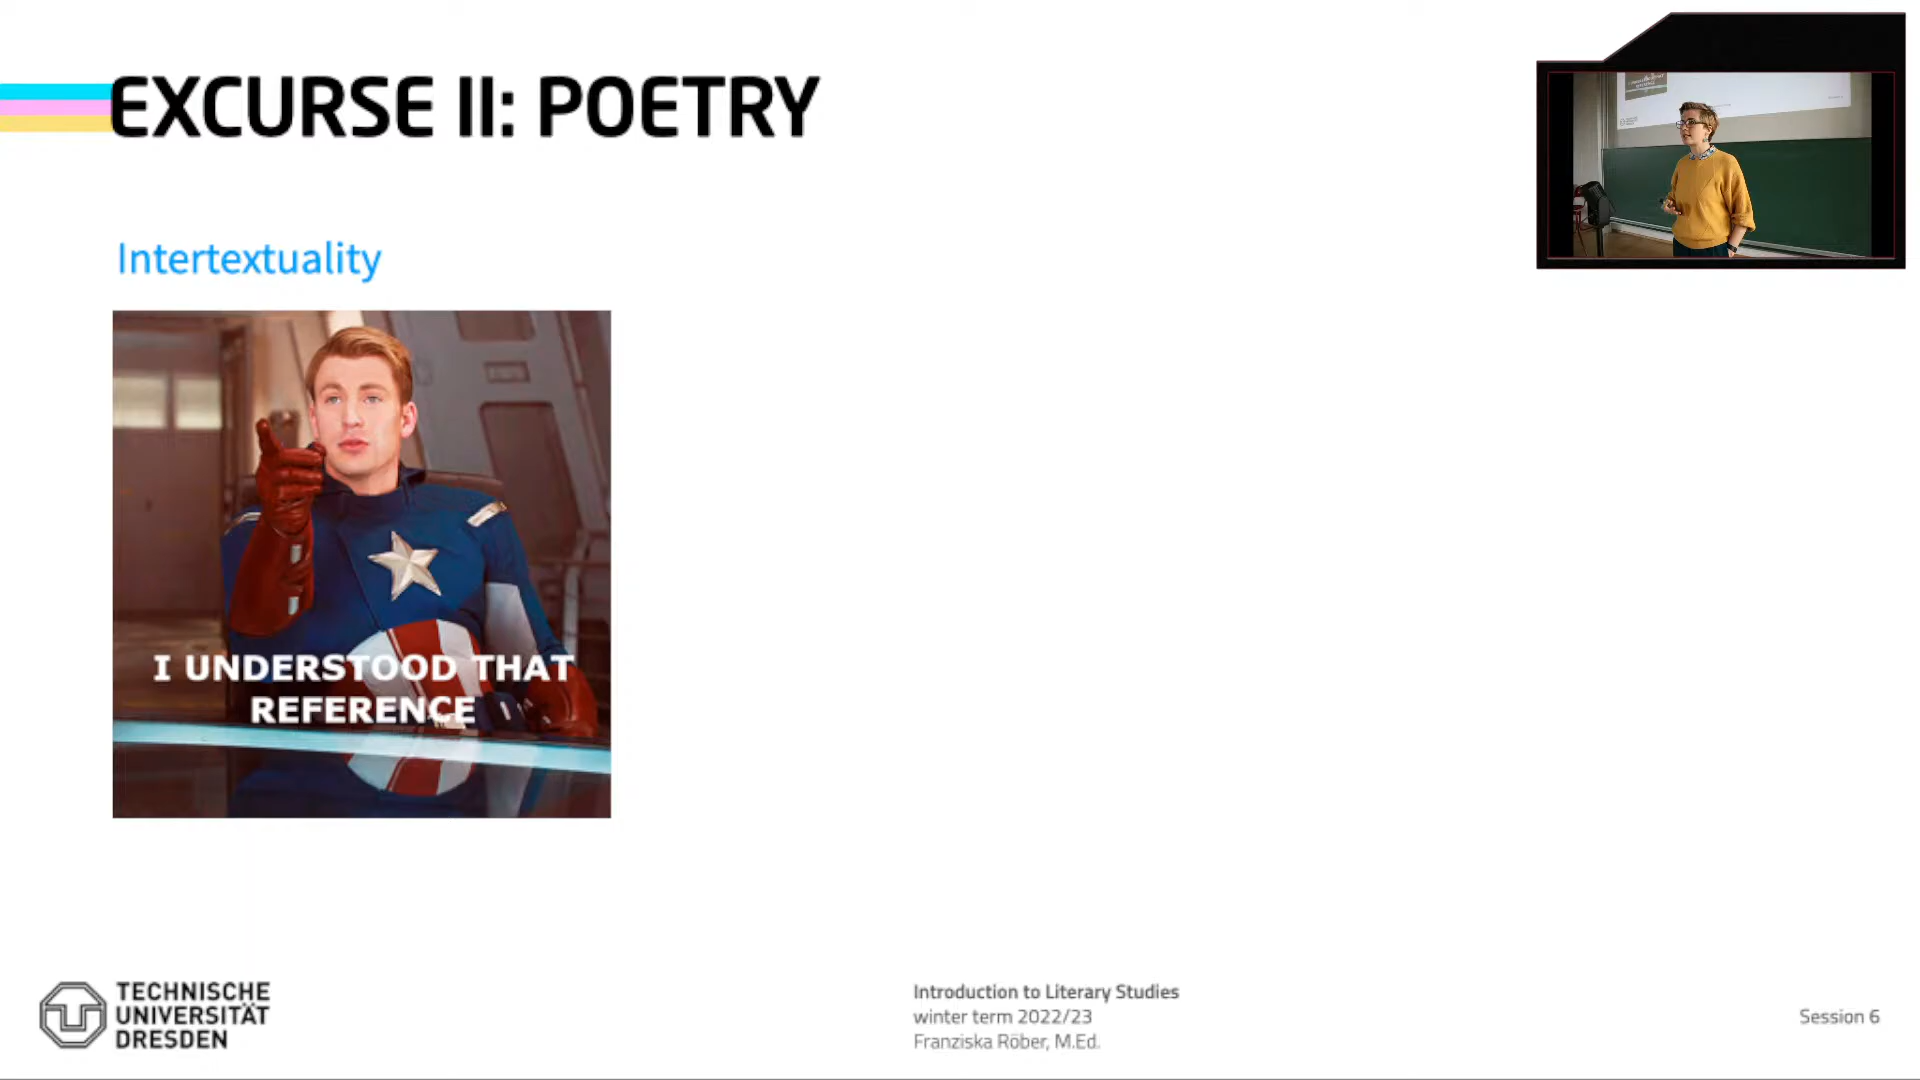 EXCURSE II: POETRY
Intertextuality
I UNDERSTOOD THAT
REFERENCE
TECHNISCHE
UNIVERSITÄT
DRESDEN
Introduction to Literary Studies
winter term 2022/23
Franziska Röber, M.Ed.
Session 6